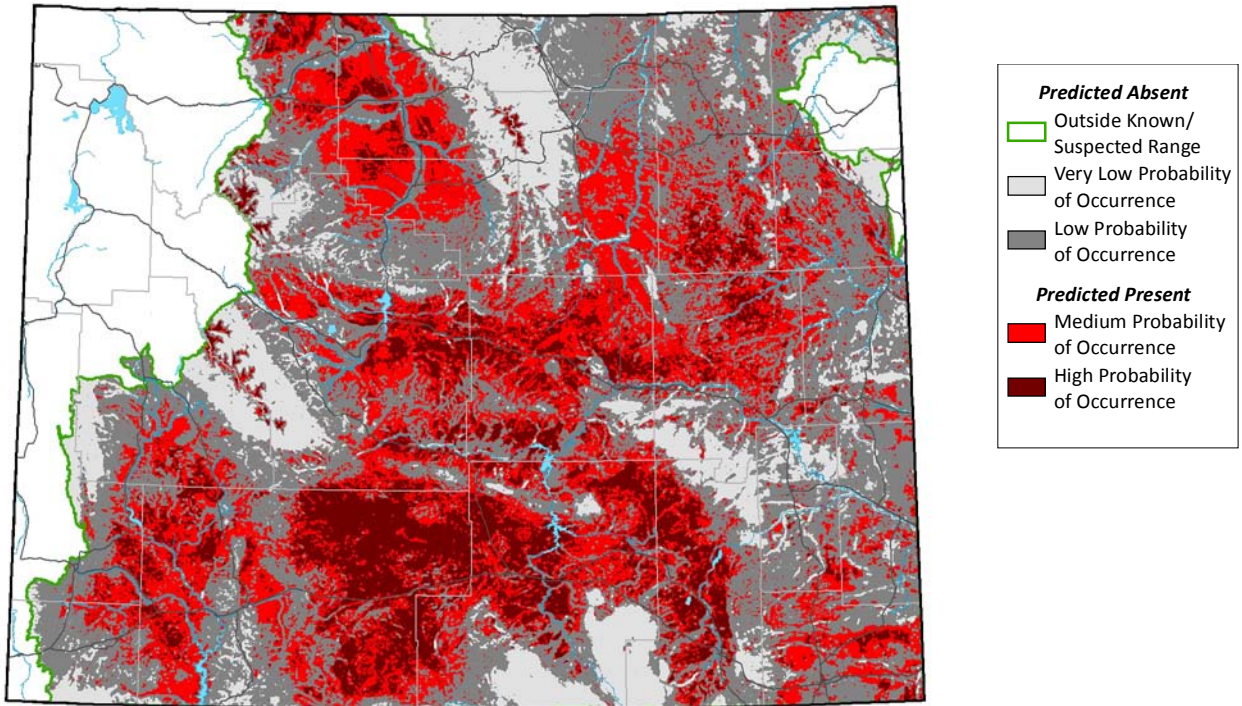 Predicted Absent
Outside Known/
Suspected Range
Very Low Probability
of Occurrence
Low Probability
of Occurrence
Predicted Present
Medium Probability
of Occurrence
High Probability
of Occurrence